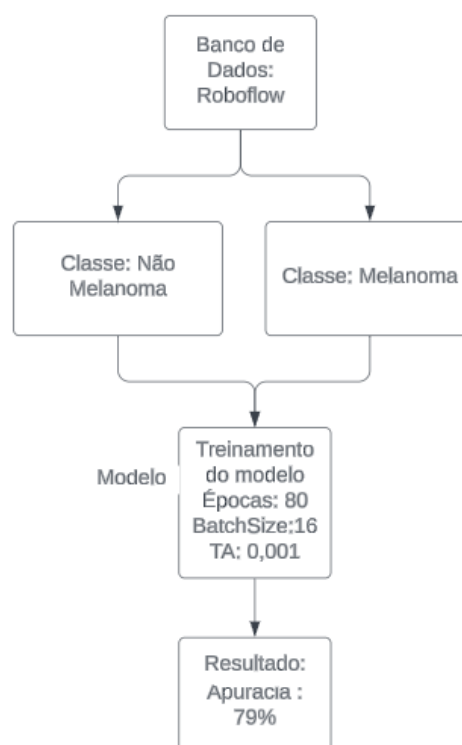 Banco de
Dados:
Roboflow
Classe: Não
Melanoma
Classe: Melanoma
Modelo
Treinamento
do modelo
Épocas: 80
BatchSize:16
TA: 0,001
Resultado:
Apuracia :
79%